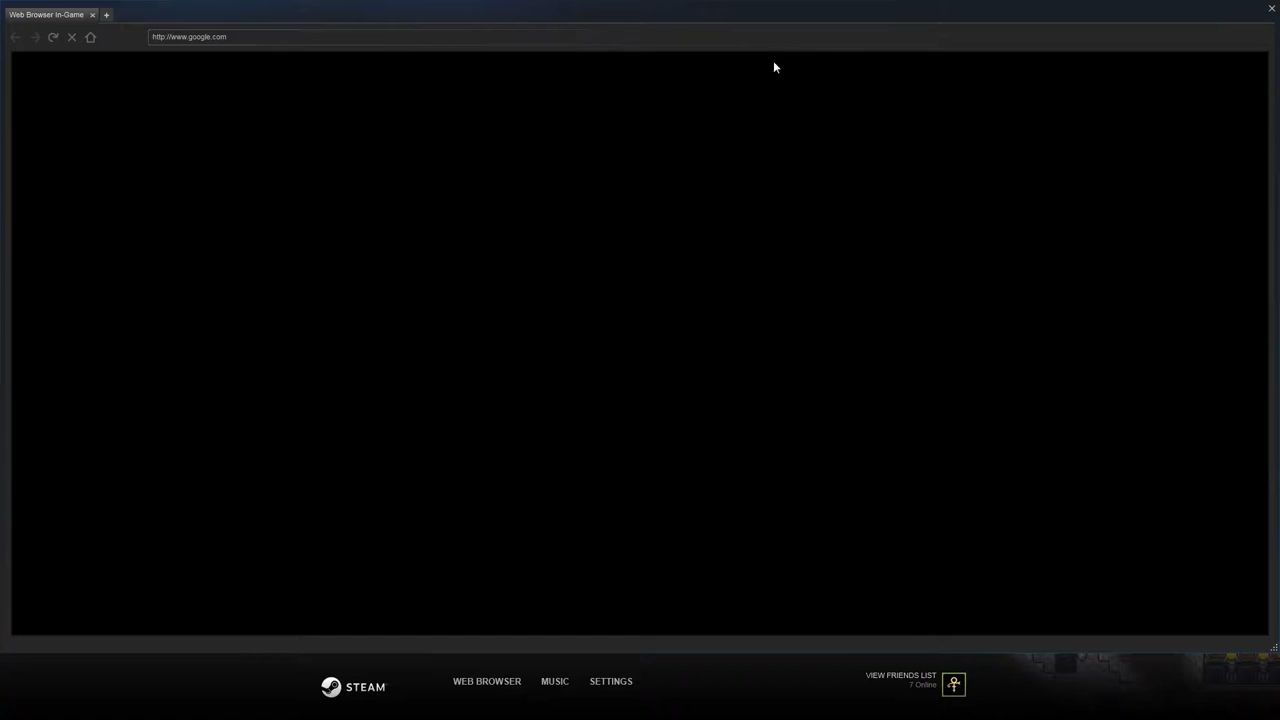 Web Browser In-Game
http://www.google.com
STEAM
WEB BROWSER
MUSIC
SETTINGS
VIEW FRIENDS LIST
7 Online